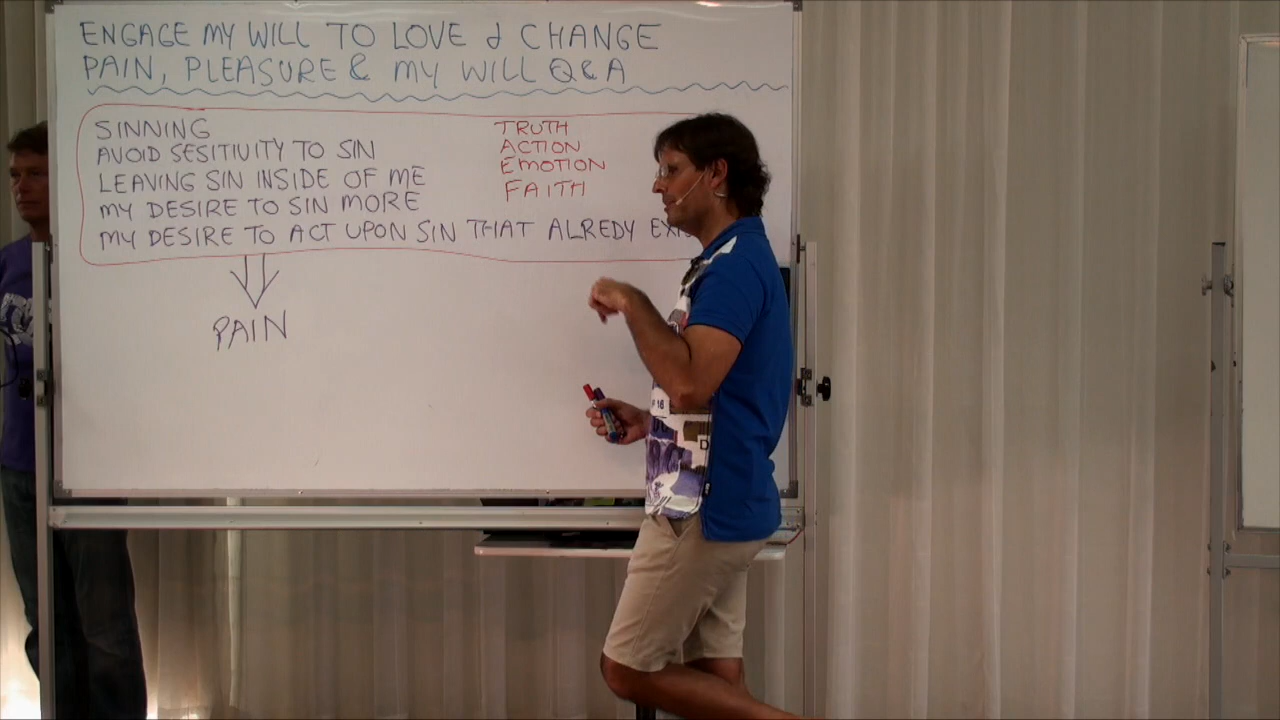 ENGAGE MY WILL TO LOVE & CHANGE
PAIN, PLEASURE & MY WILL Q&A
SINNING
AVOID SESITIVITY TO SIN
LEAVING SIN INSIDE OF ME
MY DESIRE TO SIN MORE
MY DESIRE TO ACT UPON SIN THAT ALREDY
TRUTH
ACTION
EMOTION
FAITH
PAIN
16